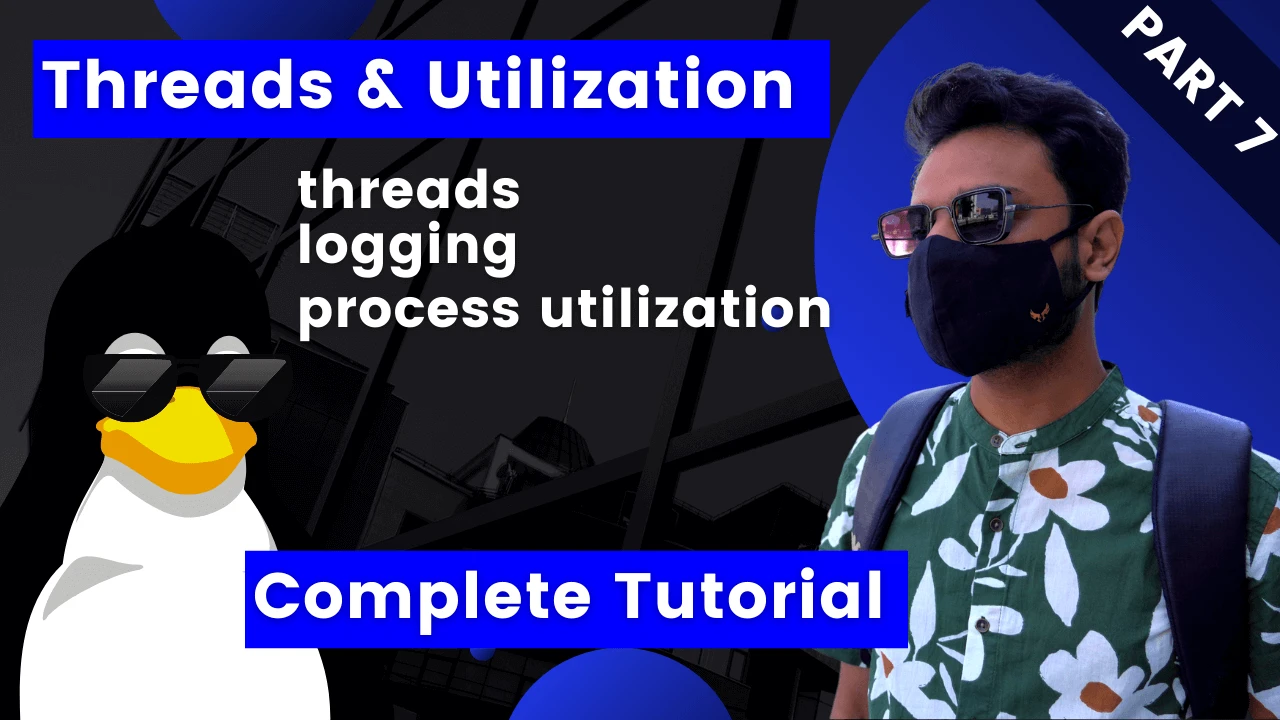 Threads & Utilization
PART 7
threads
logging
process utilization
Complete Tutorial